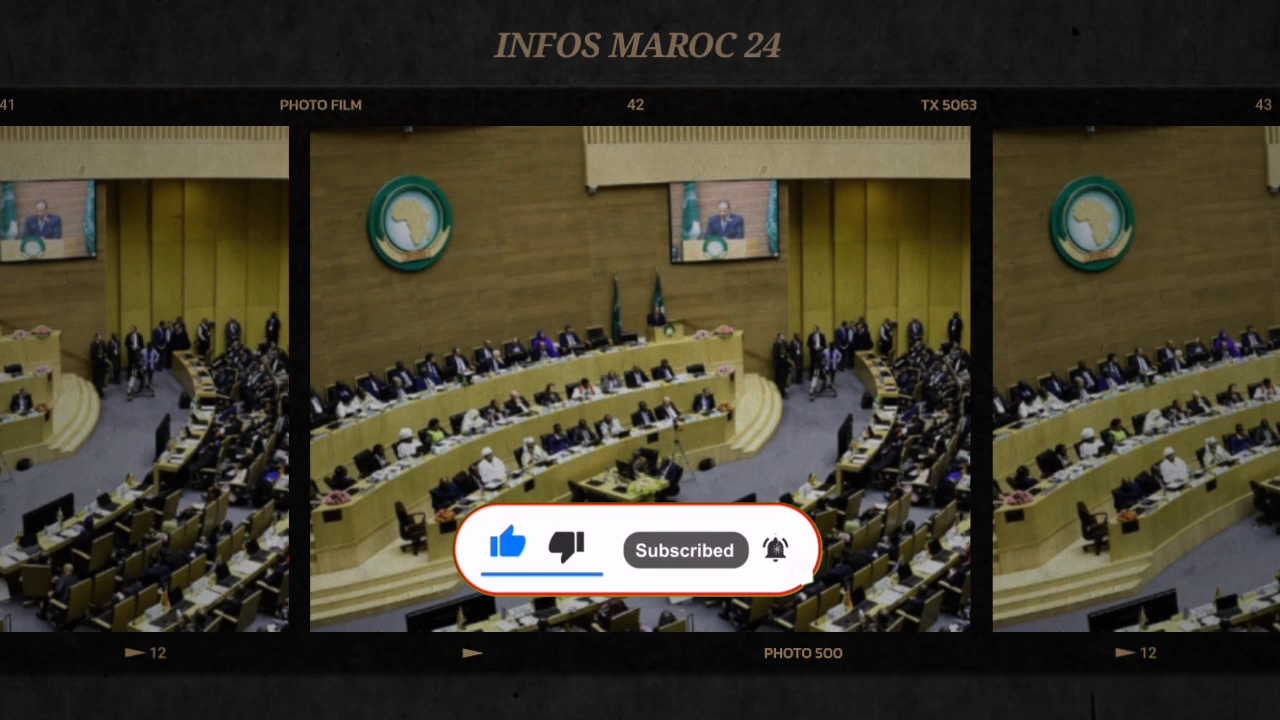 INFOS MAROC 24
41 PHOTO FILM 42 TX 5063 43
Subscribed
12 PHOTO 500 12